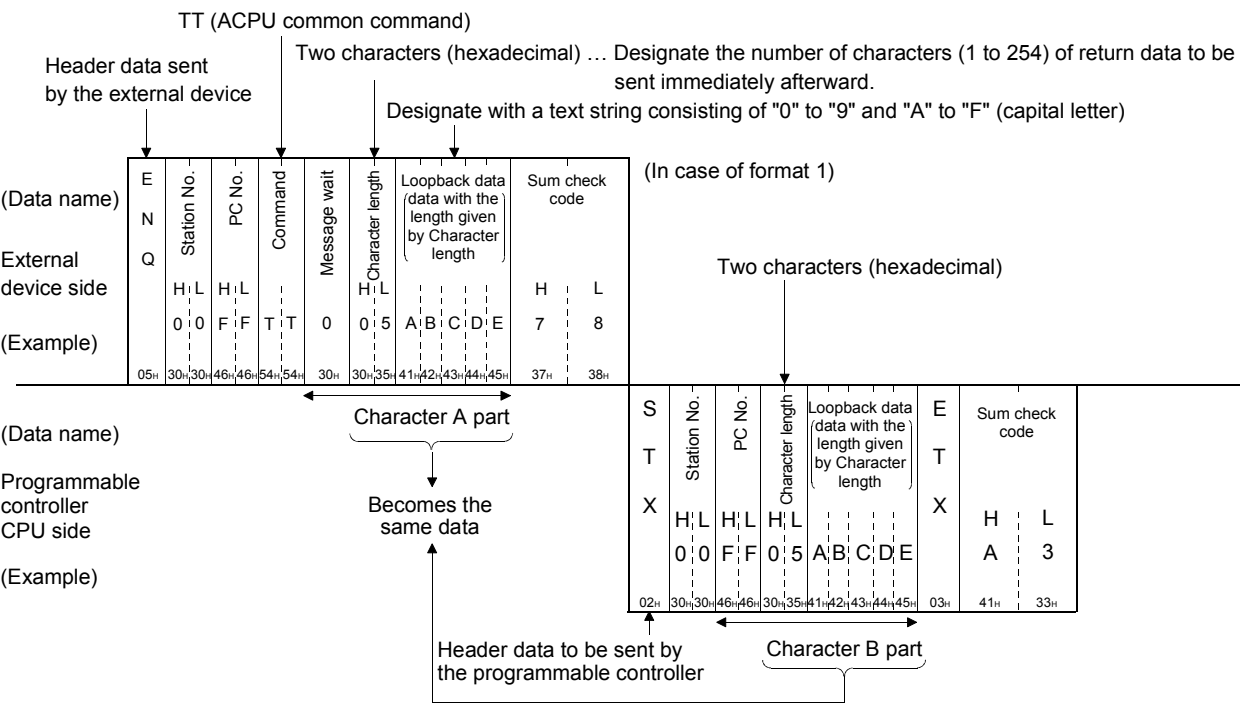 TT (ACPU common command)
Two characters (hexadecimal) … Designate the number of characters (1 to 254) of return data to be
sent immediately afterward.
Header data sent
by the external device
Designate with a text string consisting of "0" to "9" and "A" to "F" (capital letter)
(In case of format 1)
(Data name)
External
device side
(Example)
E
N
Q
05H
Station No.
H L
0 0
30H 30H
PC No.
H L
F F
46H 46H
Command
T T
54H 54H
Message wait
0
30H
Character length
H L
0 5
30H 35H
Loopback data
(data with the
length given
by Character
length)
A B C D E
41H 42H 43H 44H 45H
Sum check
code
H L
7 8
37H 38H
Character A part
Becomes the
same data
Two characters (hexadecimal)
(Data name)
Programmable
controller
CPU side
(Example)
S
T
X
02H
Station No.
H L
0 0
30H 30H
PC No.
H L
F F
46H 46H
Character length
H L
0 5
30H 35H
Loopback data
(data with the
length given
by Character
length)
A B C D E
41H 42H 43H 44H 45H
E
T
X
03H
Sum check
code
H L
A 3
41H 33H
Header data to be sent by
the programmable controller
Character B part